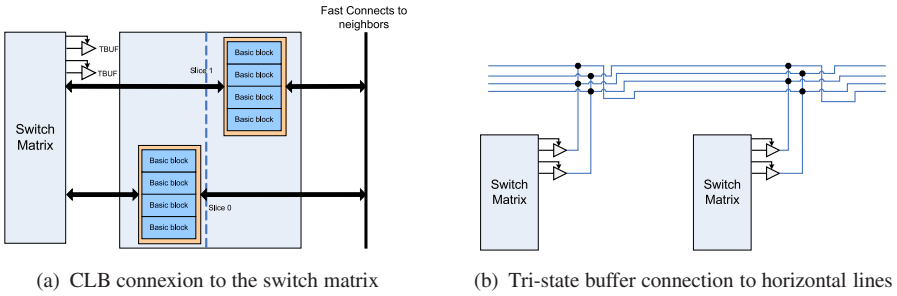 Fast Connects to
neighbors
TBUF
TBUF
Slice 1
Basic block
Basic block
Basic block
Basic block
Switch
Matrix
Basic block
Basic block
Basic block
Basic block
Slice 0
(a) CLB connexion to the switch matrix
Switch
Matrix
Switch
Matrix
(b) Tri-state buffer connection to horizontal lines